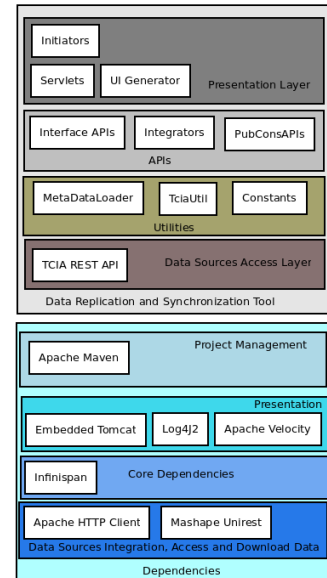 Initiators
Servlets
UI Generator
Presentation Layer
Interface APIs
Integrators
PubConsAPIs
APIs
MetaDataLoader
TciaUtil
Constants
Utilities
TCIA REST API
Data Sources Access Layer
Data Replication and Synchronization Tool
Project Management
Apache Maven
Presentation
Embedded Tomcat
Log4J2
Apache Velocity
Infinispan
Core Dependencies
Apache HTTP Client
Mashape Unirest
Data Sources Integration, Access and Download Data
Dependencies